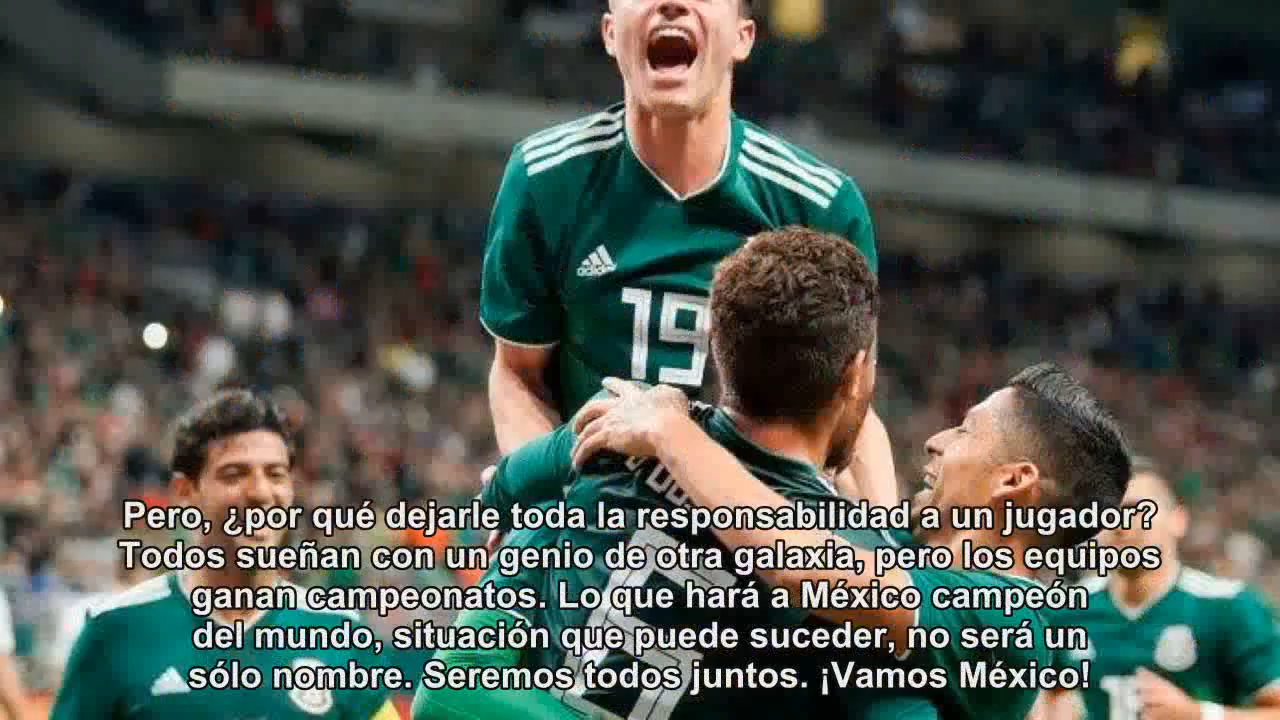 adidas
19
Pero, ¿por qué dejarle toda la responsabilidad a un jugador?
Todos sueñan con un genio de otra galaxia, pero los equipos
ganan campeonatos. Lo que hará a México campeón
del mundo, situación que puede suceder, no será un
sólo nombre. Seremos todos juntos. ¡Vamos México!